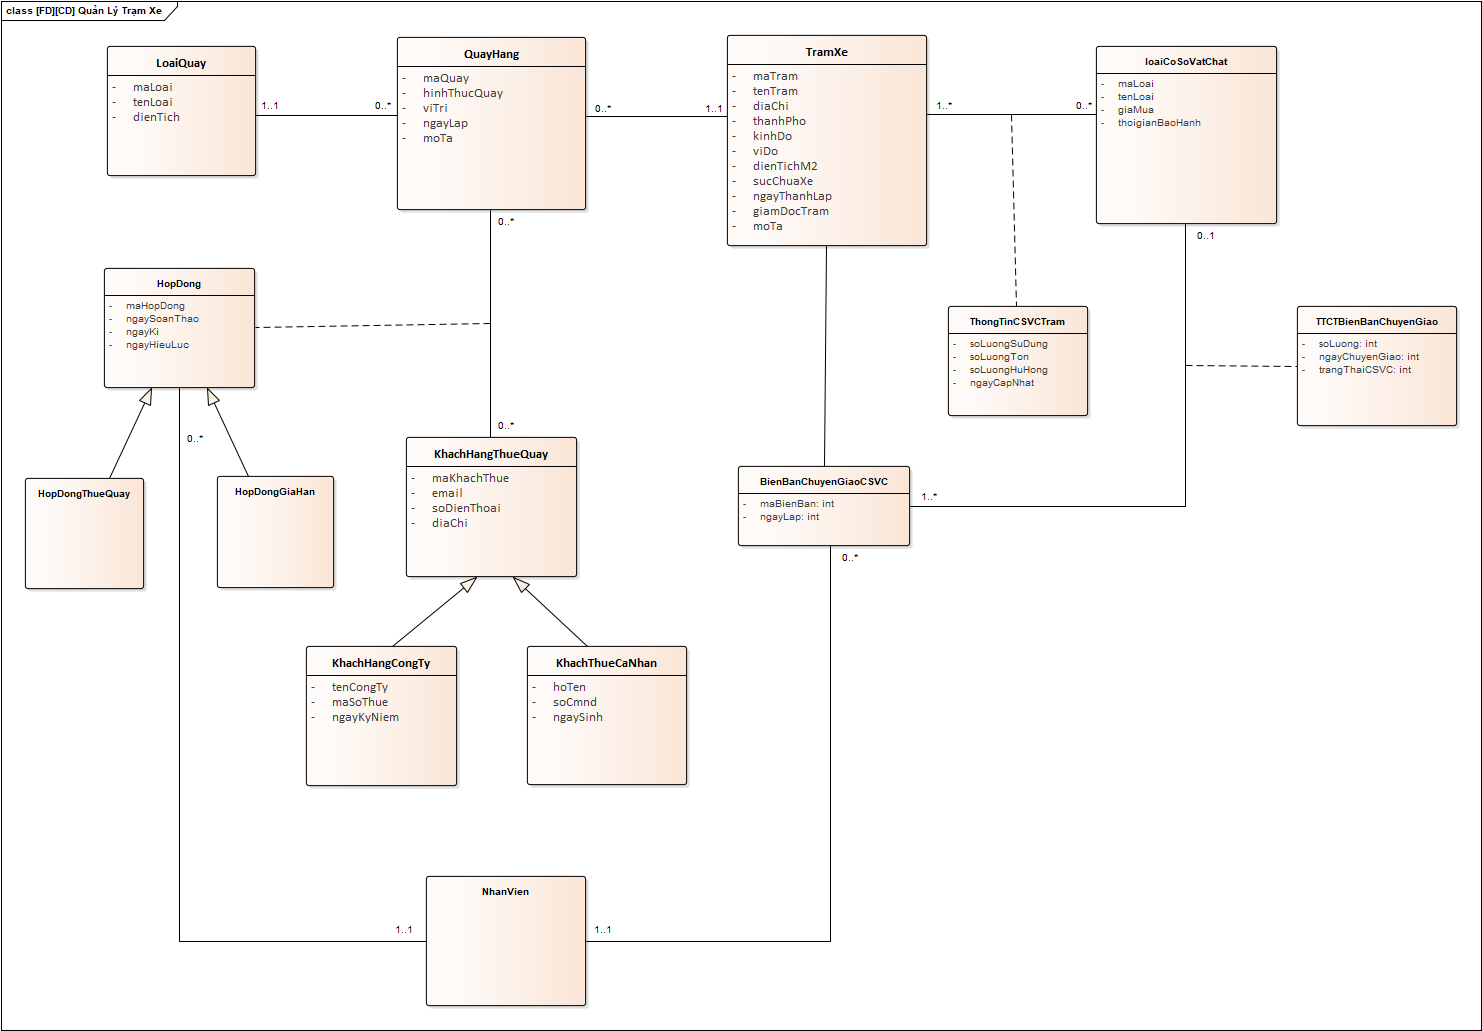 class [FD][CD] Quản Lý Trạm Xe
LoaiQuay
- maLoai
- tenLoai
- dienTich
1..1
0..*
QuayHang
- maQuay
- hinhThucQuay
- viTri
- ngayLap
- moTa
0..*
1..1
0..*
TramXe
- maTram
- tenTram
- diaChi
- thanhPho
- kinhDo
- viDo
- dienTichM2
- sucChuaXe
- ngayThanhLap
- giamDocTram
- moTa
1..*
0..*
loaiCoSoVatChat
- maLoai
- tenLoai
- giaMua
- thoigianBaoHanh
0..1
HopDong
- maHopDong
- ngaySoanThao
- ngayKi
- ngayHieuLuc
0..*
ThongTinCSVCTram
- soLuongSuDung
- soLuongTon
- soLuongHuHong
- ngayCapNhat
TTCTBienBanChuyenGiao
- soLuong: int
- ngayChuyenGiao: int
- trangThaiCSVC: int
0..*
KhachHangThueQuay
- maKhachThue
- email
- soDienThoai
- diaChi
HopDongThueQuay
HopDongGiaHan
BienBanChuyenGiaoCSVC
- maBienBan: int
- ngayLap: int
1..*
0..*
KhachHangCongTy
- tenCongTy
- maSoThue
- ngayKyNiem
KhachThueCaNhan
- hoTen
- soCmnd
- ngaySinh
NhanVien
1..1
1..1